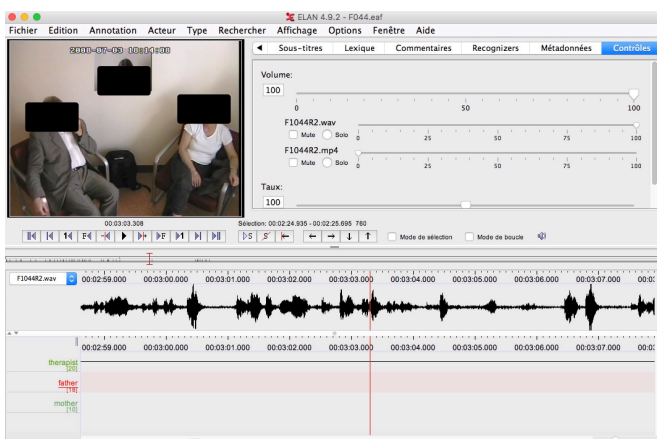 ELAN 4.9.2 - F044.eaf
Fichier Edition Annotation Acteur Type Rechercher Affichage Options Fenêtre Aide
Sous-titres Lexique Commentaires Recognizers Métadonnées Contrôles
Volume:
100
0 50 100
F1044R2.wav
Mute Solo 0 25 50 75 100
F1044R2.mp4
Mute Solo 0 25 50 75 100
Taux:
100
00:03:03.308
Sélection: 00:02:24.935 - 00:02:25.695 760
Mode de sélection Mode de boucle
F1044R2.wav
00:02:59.000 00:03:00.000 00:03:01.000 00:03:02.000 00:03:03.000 00:03:04.000 00:03:05.000 00:03:06.000 00:03:07.000 00:0
00:02:59.000 00:03:00.000 00:03:01.000 00:03:02.000 00:03:03.000 00:03:04.000 00:03:05.000 00:03:06.000 00:03:07.000 00:0
therapist
[20]
father
mother
[10]